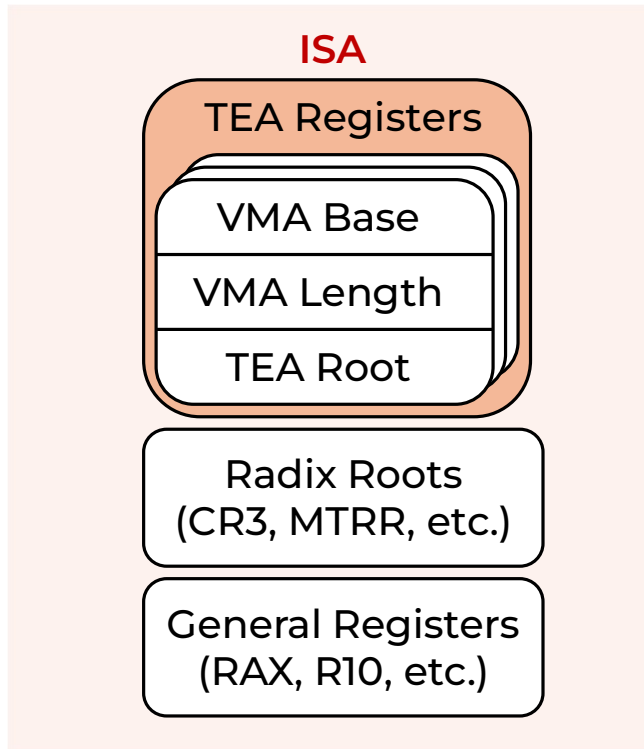 ISA
TEA Registers
VMA Base
VMA Length
TEA Root
Radix Roots
(CR3, MTRR, etc.)
General Registers
(RAX, R10, etc.)